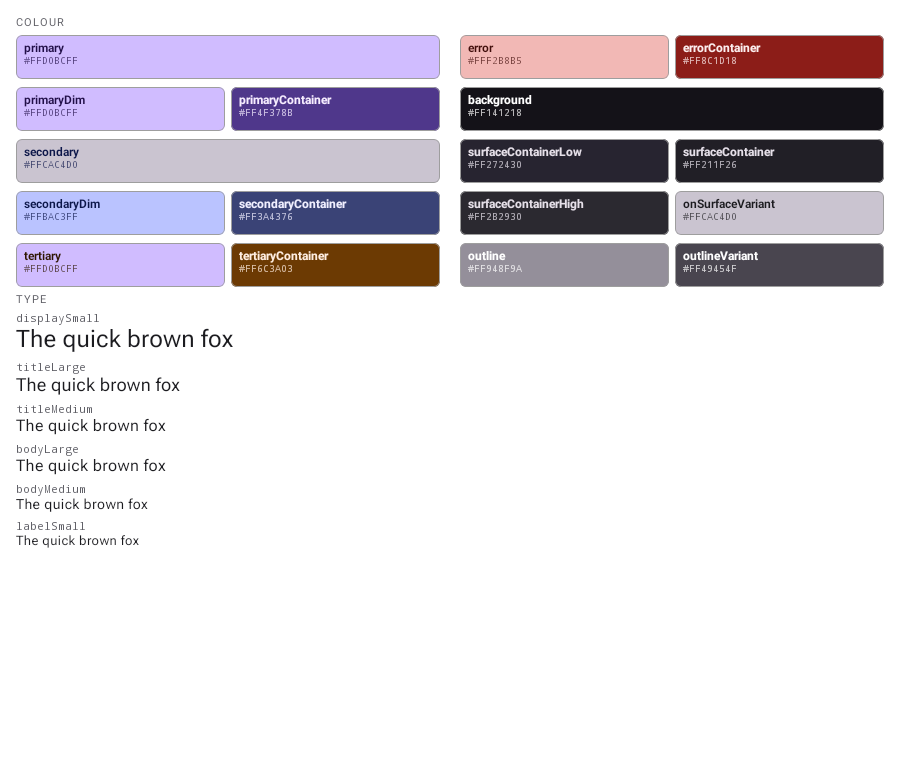 COLOUR
primary
#FFD0BCFF
primaryDim
#FFD0BCFF
primaryContainer
#FF4F378B
secondary
#FFCAC4D0
secondaryDim
#FFBAC3FF
secondaryContainer
#FF3A4376
tertiary
#FFD0BCFF
tertiaryContainer
#FF6C3A03
error
#FFF2B8B5
errorContainer
#FF8C1D18
background
#FF141218
surfaceContainerLow
#FF272430
surfaceContainer
#FF211F26
surfaceContainerHigh
#FF2B2930
onSurfaceVariant
#FFCAC4D0
outline
#FF948F9A
outlineVariant
#FF49454F
TYPE
displaySmall
The quick brown fox
titleLarge
The quick brown fox
titleMedium
The quick brown fox
bodyLarge
The quick brown fox
bodyMedium
The quick brown fox
labelSmall
The quick brown fox